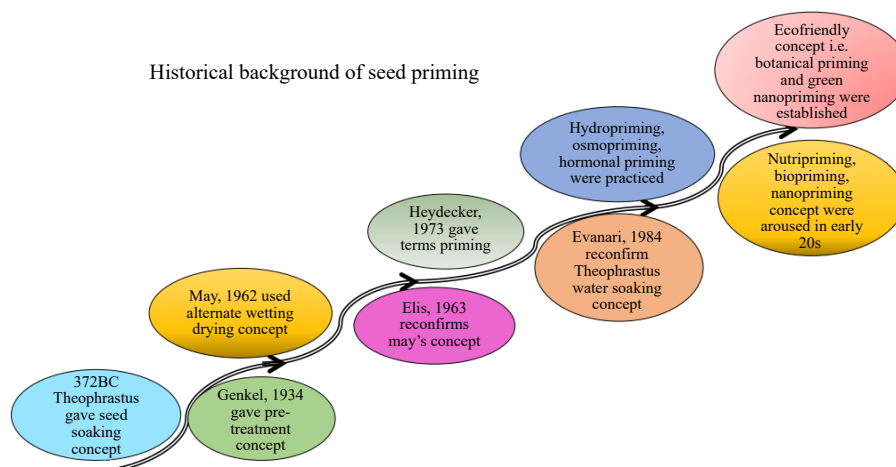 Historical background of seed priming
372BC
Theophrastus
gave seed
soaking
concept
Genkel, 1934
gave pre-
treatment
concept
May, 1962 used
alternate wetting
drying concept
Elis, 1963
reconfirms
may's concept
Heydecker,
1973 gave
terms priming
Evanari, 1984
reconfirm
Theophrastus
water soaking
concept
Hydropriming,
osmopriming,
hormonal priming
were practiced
Nutripriming,
biopriming,
nanopriming
concept were
aroused in early
20s
Ecofriendly
concept i.e.
botanical priming
and green
nanopriming were
established